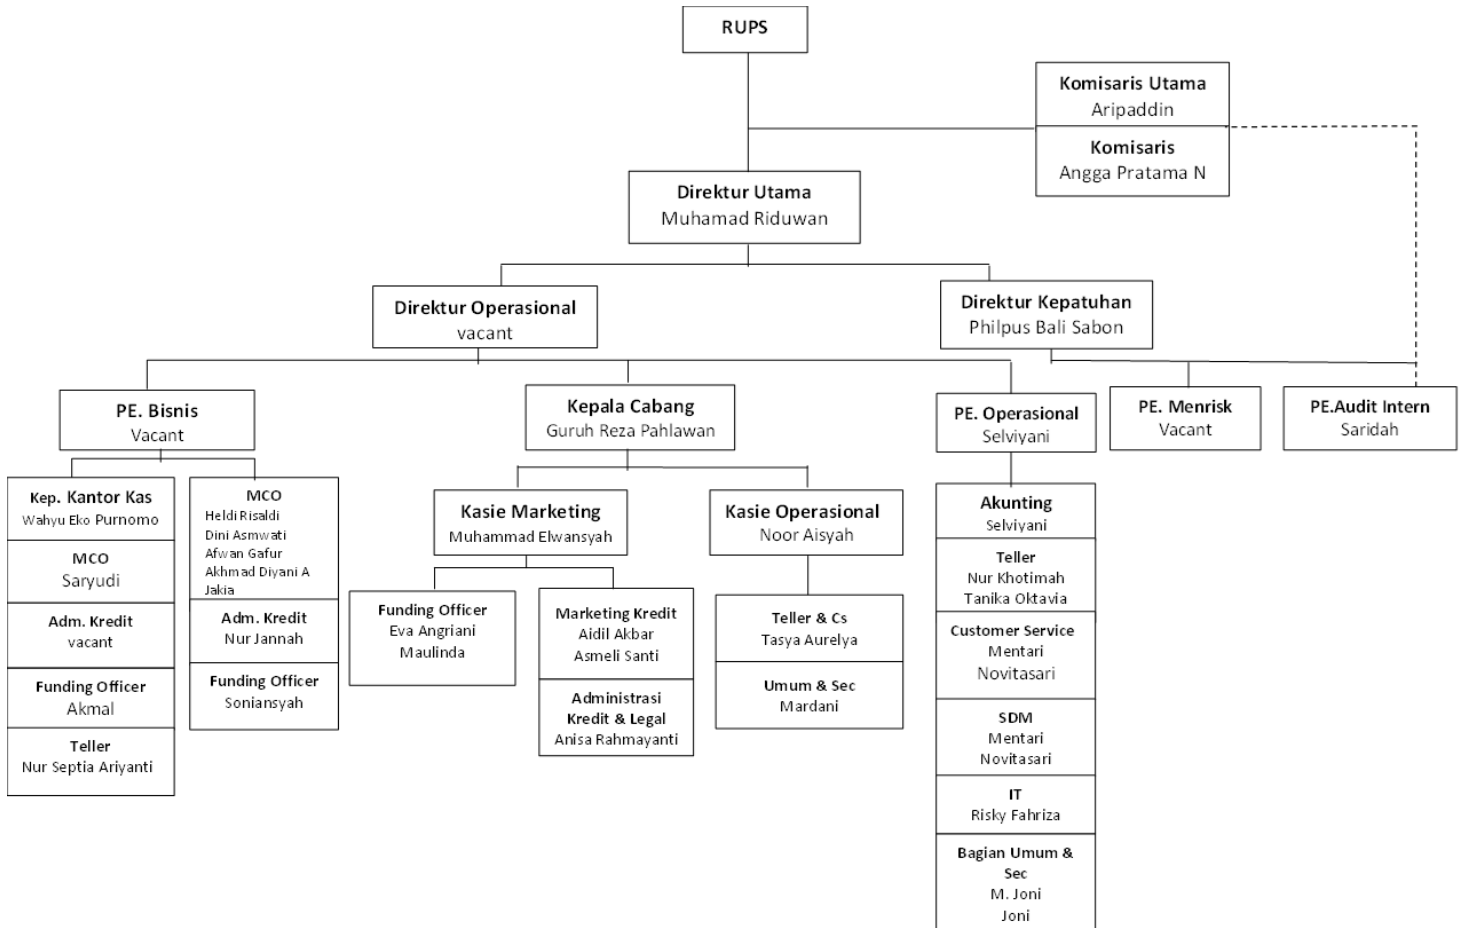 RUPS
Komisaris Utama
Aripaddin
Komisaris
Angga Pratama N
Direktur Utama
Muhamad Riduwan
Direktur Operasional
vacant
Direktur Kepatuhan
Philpus Bali Sabon
PE. Bisnis
Vacant
Kepala Cabang
Guruh Reza Pahlawan
PE. Operasional
Selviyani
PE. Menrisk
Vacant
PE.Audit Intern
Saridah
Kep. Kantor Kas
Wahyu Eko Purnomo
MCO
Saryudi
Adm. Kredit
vacant
Funding Officer
Akmal
Teller
Nur Septia Ariyanti
MCO
Heldi Risaldi
Dini Asmwati
Afwan Gafur
Akhmad Diyani A
Jakia
Adm. Kredit
Nur Jannah
Funding Officer
Soniansyah
Kasie Marketing
Muhammad Elwansyah
Funding Officer
Eva Angriani
Maulinda
Marketing Kredit
Aidil Akbar
Asmeli Santi
Administrasi
Kredit & Legal
Anisa Rahmayanti
Kasie Operasional
Noor Aisyah
Teller & Cs
Tasya Aurelya
Umum & Sec
Mardani
Akunting
Selviyani
Teller
Nur Khotimah
Tanika Oktavia
Customer Service
Mentari
Novitasari
SDM
Mentari
Novitasari
IT
Risky Fahriza
Bagian Umum &
Sec
M. Joni
Joni